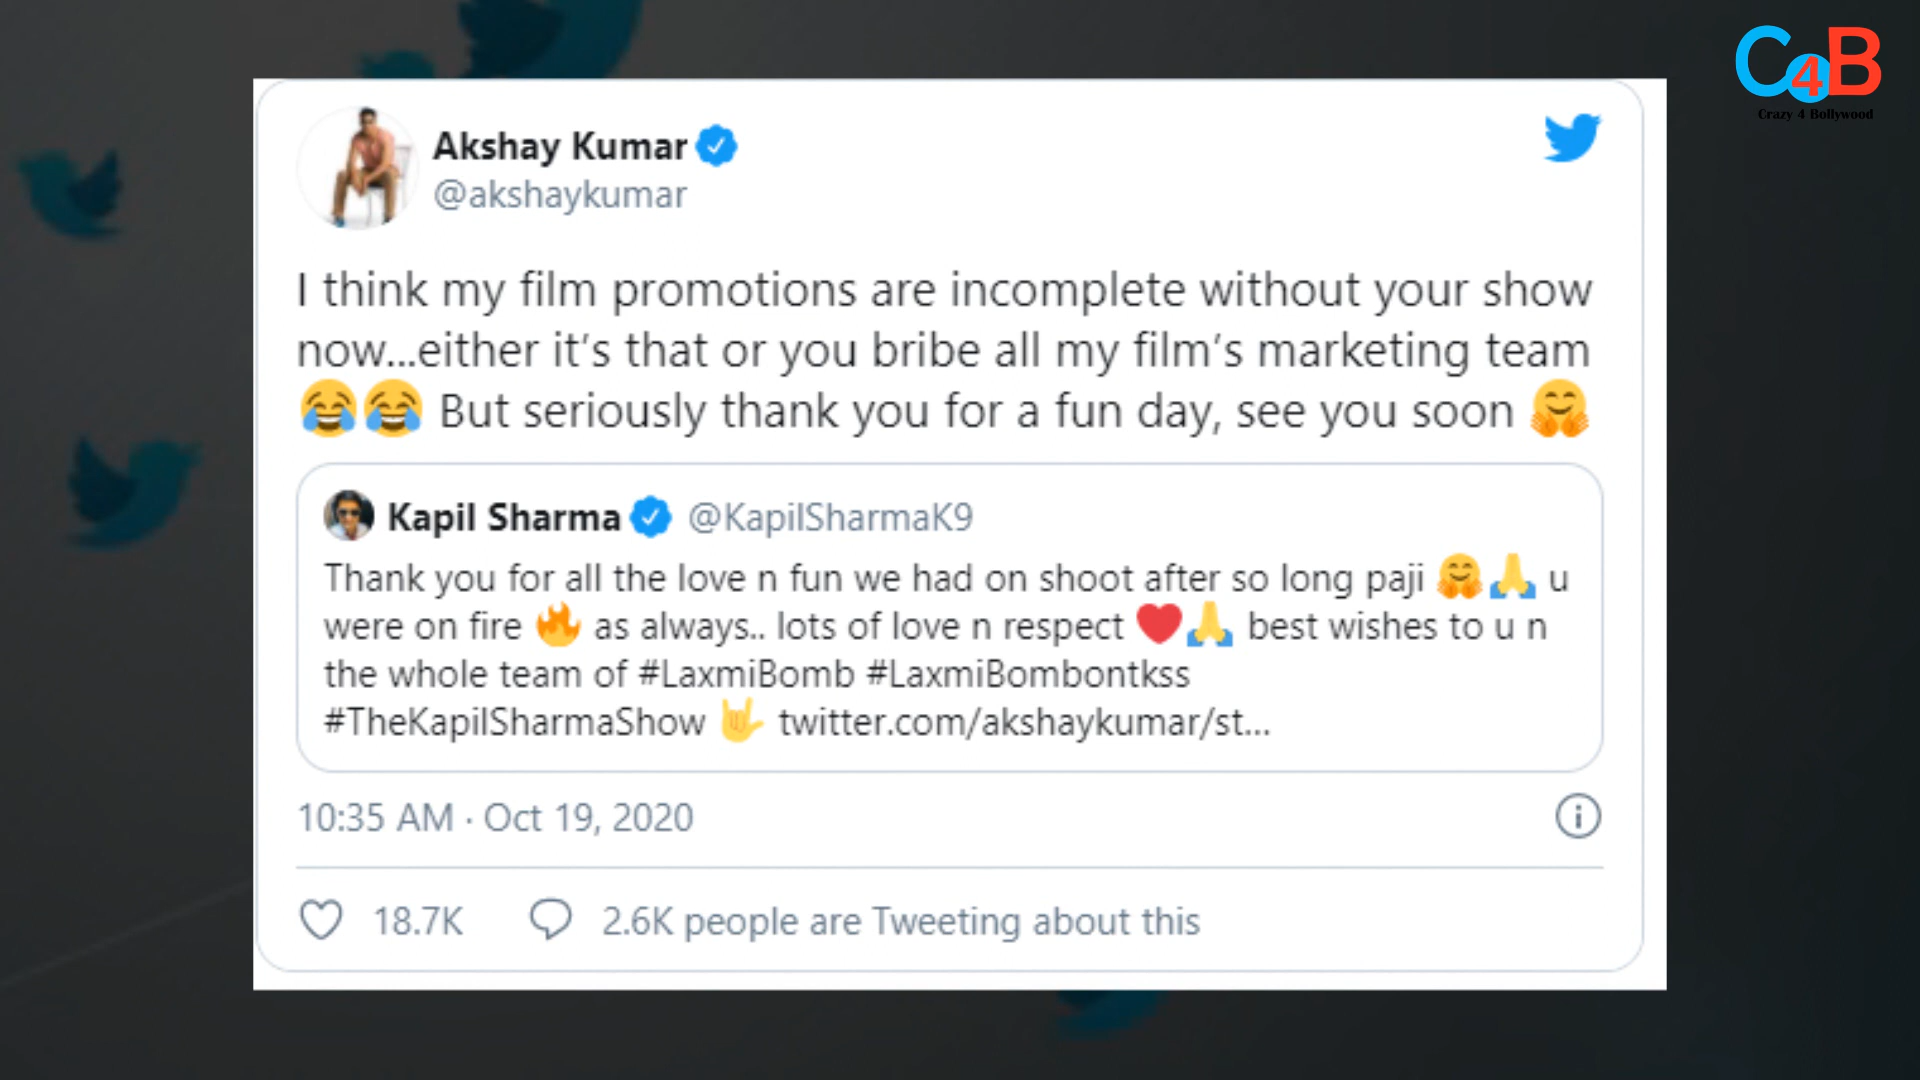 C4B
Crazy 4 Bollywood
Akshay Kumar
@akshaykumar
I think my film promotions are incomplete without your show
now...either it's that or you bribe all my film's marketing team
😂😂 But seriously thank you for a fun day, see you soon 🤗
Kapil Sharma @KapilSharmaK9
Thank you for all the love n fun we had on shoot after so long paji 🤗🙏 u
were on fire 🔥 as always.. lots of love n respect ❤️🙏 best wishes to u n
the whole team of #LaxmiBomb #LaxmiBombontkss
#TheKapilSharmaShow 🤟 twitter.com/akshaykumar/st...
10:35 AM · Oct 19, 2020
18.7K 2.6K people are Tweeting about this